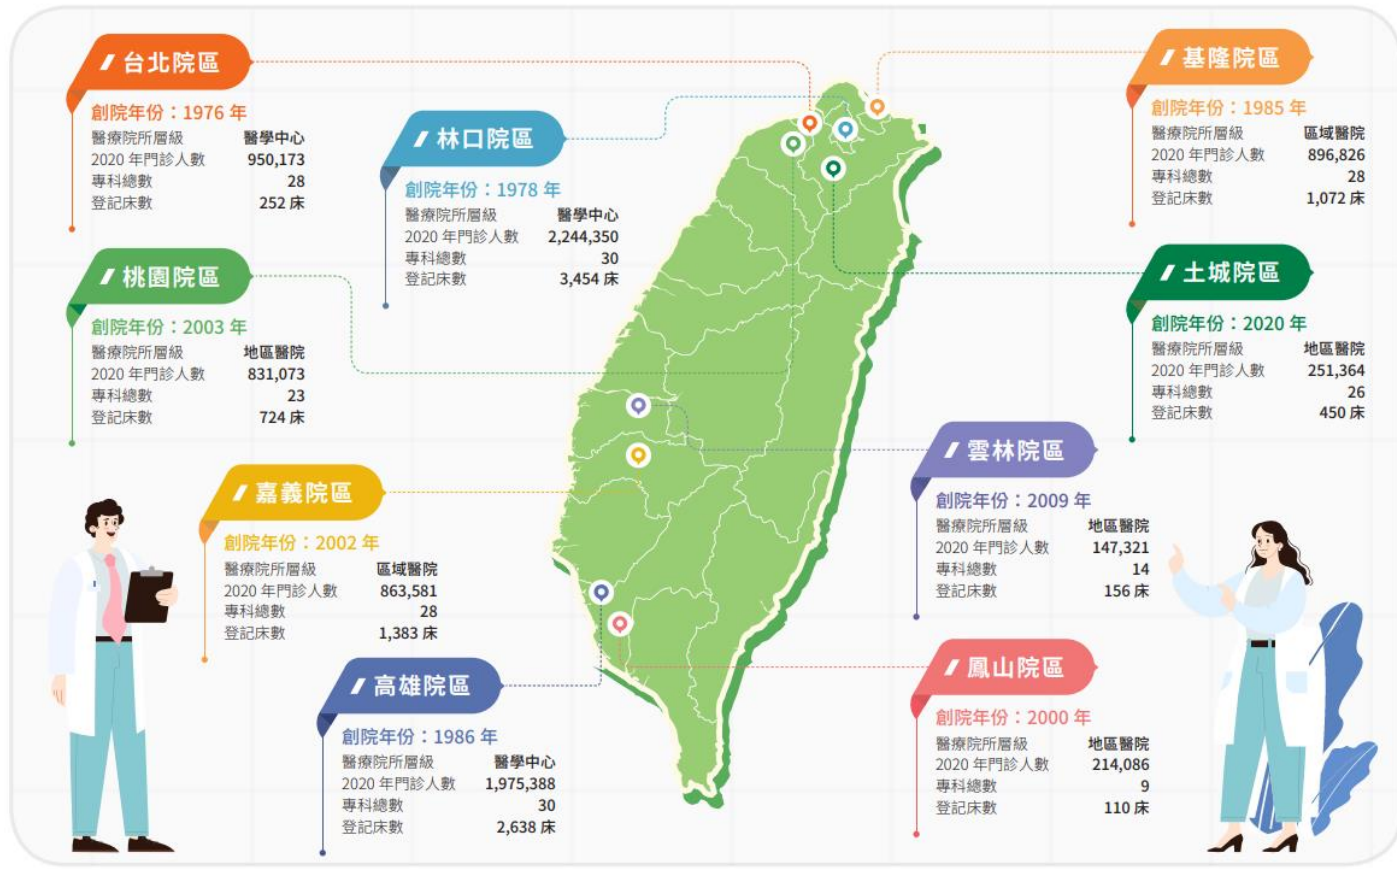 台北院區
創院年份：1976 年
醫療院所層級 醫學中心
2020 年門診人數 950,173
專科總數 28
登記床數 252 床
林口院區
創院年份：1978 年
醫療院所層級 醫學中心
2020 年門診人數 2,244,350
專科總數 30
登記床數 3,454 床
基隆院區
創院年份：1985 年
醫療院所層級 區域醫院
2020 年門診人數 896,826
專科總數 28
登記床數 1,072 床
桃園院區
創院年份：2003 年
醫療院所層級 地區醫院
2020 年門診人數 831,073
專科總數 23
登記床數 724 床
土城院區
創院年份：2020 年
醫療院所層級 地區醫院
2020 年門診人數 251,364
專科總數 26
登記床數 450 床
嘉義院區
創院年份：2002 年
醫療院所層級 區域醫院
2020 年門診人數 863,581
專科總數 28
登記床數 1,383 床
雲林院區
創院年份：2009 年
醫療院所層級 地區醫院
2020 年門診人數 147,321
專科總數 14
登記床數 156 床
高雄院區
創院年份：1986 年
醫療院所層級 醫學中心
2020 年門診人數 1,975,388
專科總數 30
登記床數 2,638 床
鳳山院區
創院年份：2000 年
醫療院所層級 地區醫院
2020 年門診人數 214,086
專科總數 9
登記床數 110 床